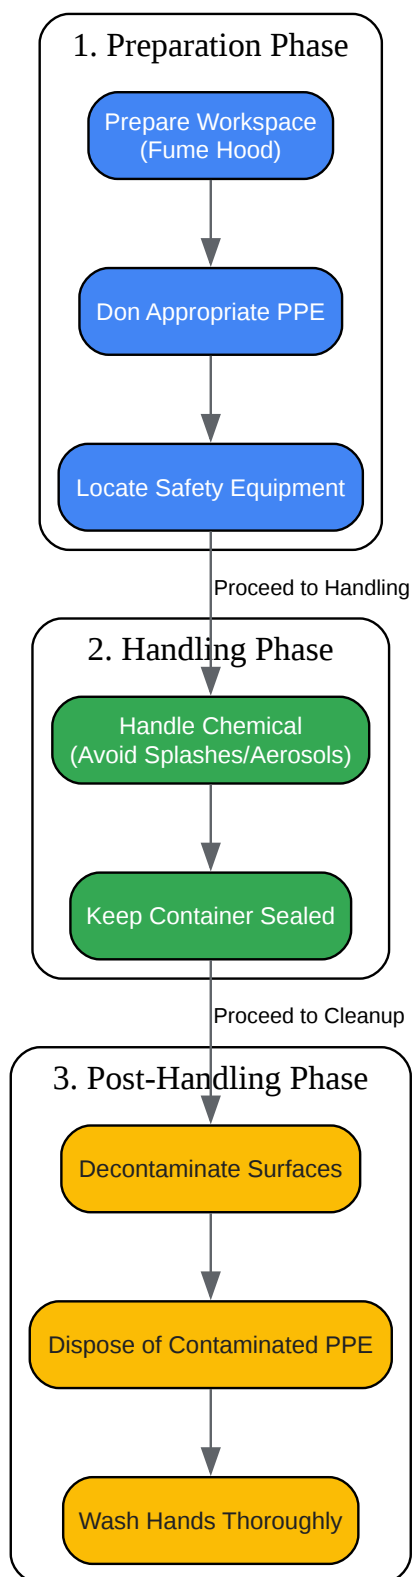 1. Preparation Phase
Prepare Workspace
(Fume Hood)
Don Appropriate PPE
Locate Safety Equipment
Proceed to Handling
2. Handling Phase
Handle Chemical
(Avoid Splashes/Aerosols)
Keep Container Sealed
Proceed to Cleanup
3. Post-Handling Phase
Decontaminate Surfaces
Dispose of Contaminated PPE
Wash Hands Thoroughly